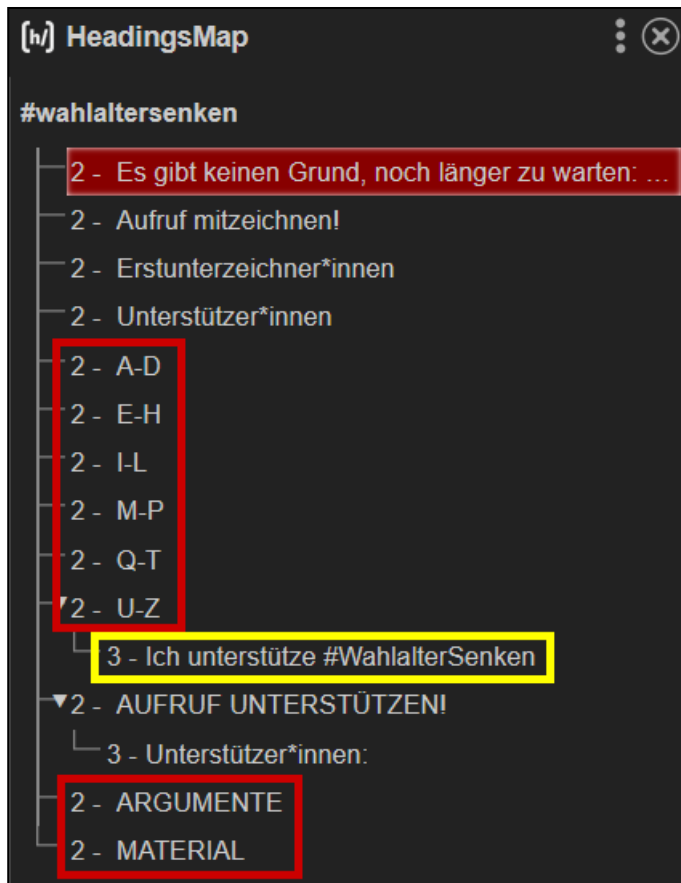 [h/] HeadingsMap
#wahlaltersenken
2 - Es gibt keinen Grund, noch länger zu warten: ...
2 - Aufruf mitzeichnen!
2 - Erstunterzeichner*innen
2 - Unterstützer*innen
2 - A-D
2 - E-H
2 - I-L
2 - M-P
2 - Q-T
2 - U-Z
3 - Ich unterstütze #WahlalterSenken
2 - AUFRUF UNTERSTÜTZEN!
3 - Unterstützer*innen:
2 - ARGUMENTE
2 - MATERIAL